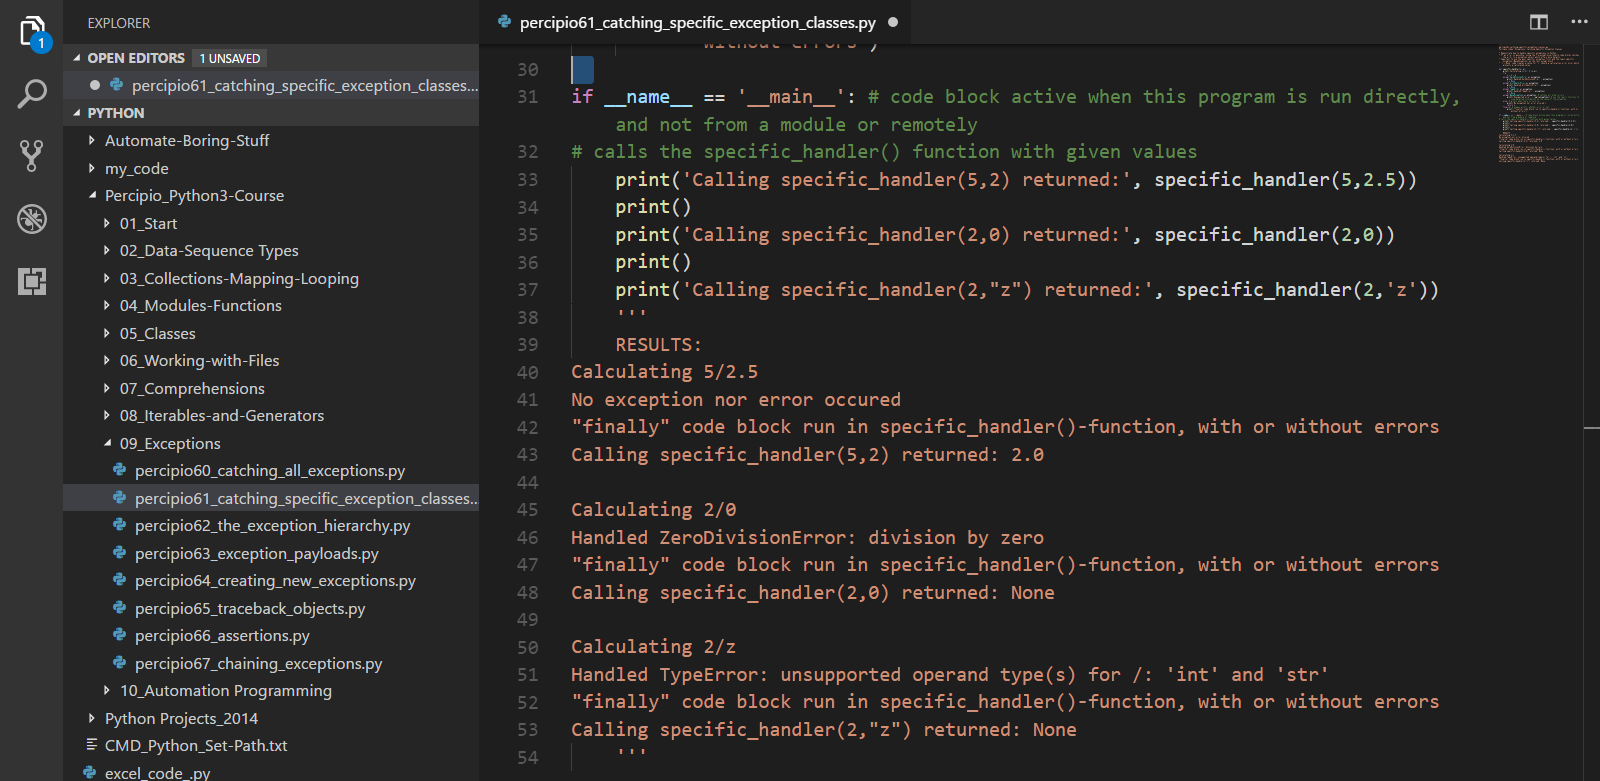 1
EXPLORER
OPEN EDITORS 1 UNSAVED
percipio61_catching_specific_exception_classes...
PYTHON
Automate-Boring-Stuff
my_code
Percipio_Python3-Course
01_Start
02_Data-Sequence Types
03_Collections-Mapping-Looping
04_Modules-Functions
05_Classes
06_Working-with-Files
07_Comprehensions
08_Iterables-and-Generators
09_Exceptions
percipio60_catching_all_exceptions.py
percipio61_catching_specific_exception_classes...
percipio62_the_exception_hierarchy.py
percipio63_exception_payloads.py
percipio64_creating_new_exceptions.py
percipio65_traceback_objects.py
percipio66_assertions.py
percipio67_chaining_exceptions.py
10_Automation Programming
Python Projects_2014
CMD_Python_Set-Path.txt
excel_code_.py
percipio61_catching_specific_exception_classes.py
without errors')
30
31 if __name__ == '__main__': # code block active when this program is run directly,
and not from a module or remotely
32 # calls the specific_handler() function with given values
33 print('Calling specific_handler(5,2) returned:', specific_handler(5,2.5))
34 print()
35 print('Calling specific_handler(2,0) returned:', specific_handler(2,0))
36 print()
37 print('Calling specific_handler(2,"z") returned:', specific_handler(2,'z'))
38 '''
39 RESULTS:
40 Calculating 5/2.5
41 No exception nor error occured
42 "finally" code block run in specific_handler()-function, with or without errors
43 Calling specific_handler(5,2) returned: 2.0
44
45 Calculating 2/0
46 Handled ZeroDivisionError: division by zero
47 "finally" code block run in specific_handler()-function, with or without errors
48 Calling specific_handler(2,0) returned: None
49
50 Calculating 2/z
51 Handled TypeError: unsupported operand type(s) for /: 'int' and 'str'
52 "finally" code block run in specific_handler()-function, with or without errors
53 Calling specific_handler(2,"z") returned: None
54 '''